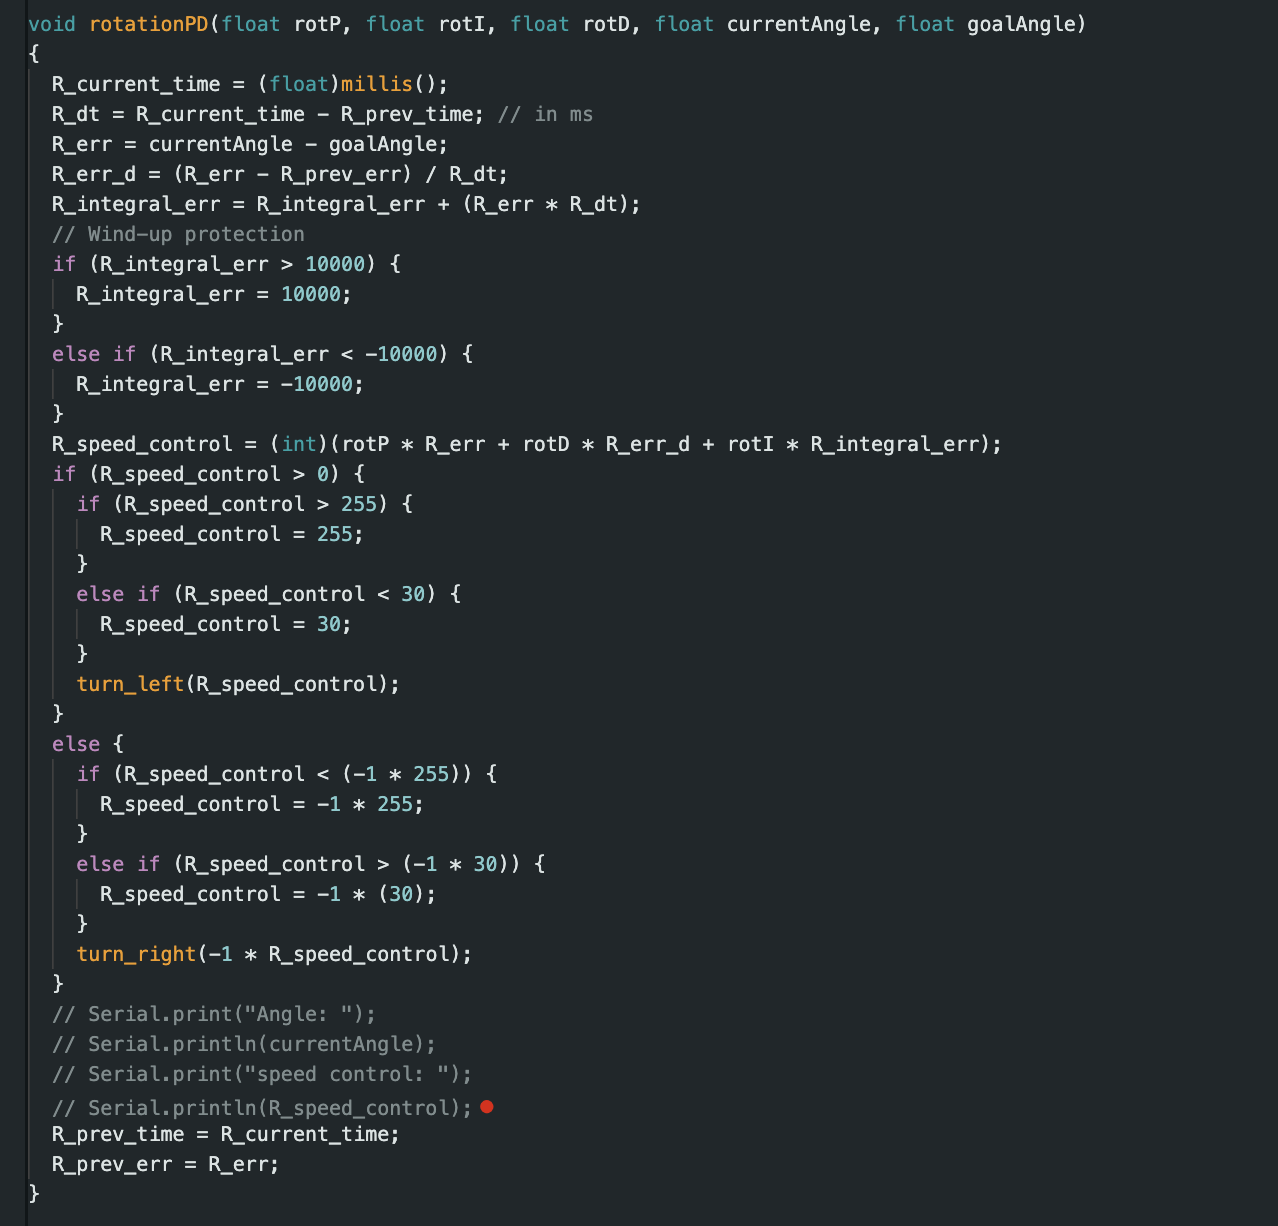 void rotationPD(float rotP, float rotI, float rotD, float currentAngle, float goalAngle)
{
  R_current_time = (float)millis();
  R_dt = R_current_time - R_prev_time; // in ms
  R_err = currentAngle - goalAngle;
  R_err_d = (R_err - R_prev_err) / R_dt;
  R_integral_err = R_integral_err + (R_err * R_dt);
  // Wind-up protection
  if (R_integral_err > 10000) {
    R_integral_err = 10000;
  }
  else if (R_integral_err < -10000) {
    R_integral_err = -10000;
  }
  R_speed_control = (int)(rotP * R_err + rotD * R_err_d + rotI * R_integral_err);
  if (R_speed_control > 0) {
    if (R_speed_control > 255) {
      R_speed_control = 255;
    }
    else if (R_speed_control < 30) {
      R_speed_control = 30;
    }
    turn_left(R_speed_control);
  }
  else {
    if (R_speed_control < (-1 * 255)) {
      R_speed_control = -1 * 255;
    }
    else if (R_speed_control > (-1 * 30)) {
      R_speed_control = -1 * (30);
    }
    turn_right(-1 * R_speed_control);
  }
  // Serial.print("Angle: ");
  // Serial.println(currentAngle);
  // Serial.print("speed control: ");
  // Serial.println(R_speed_control);
  R_prev_time = R_current_time;
  R_prev_err = R_err;
}